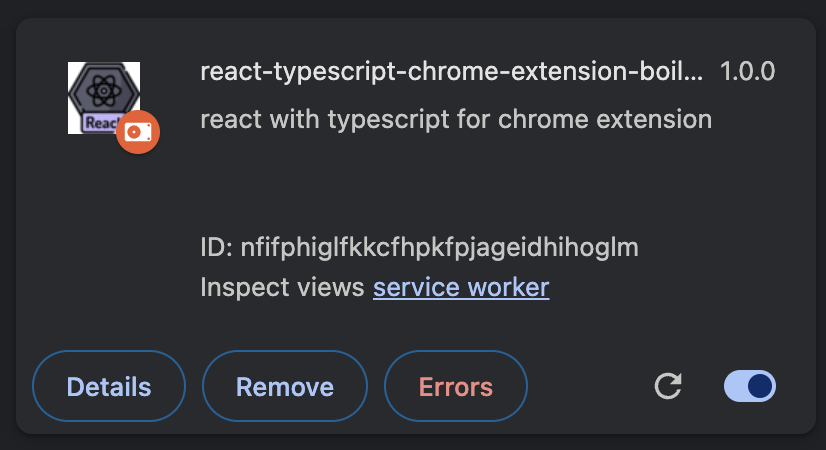 react-typescript-chrome-extension-boil... 1.0.0
react with typescript for chrome extension
React
ID: nfifphiglfkkcfhpkfpjageidhihoglm
Inspect views service worker
Details Remove Errors